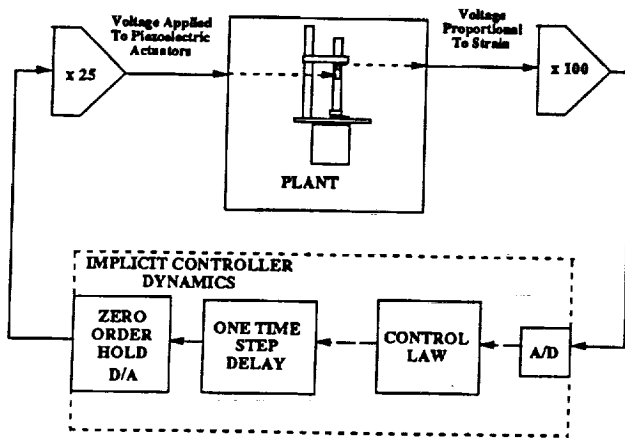 Voltage Applied
To Piezoelectric
Actuators
Voltage
Proportional
To Strain
x 25
x 100
PLANT
IMPLICIT CONTROLLER
DYNAMICS
ZERO
ORDER
HOLD
D/A
ONE TIME
STEP
DELAY
CONTROL
LAW
A/D